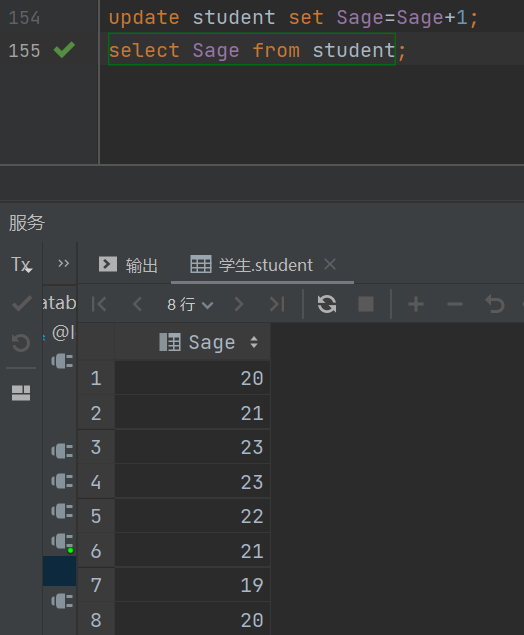 154 update student set Sage=Sage+1;
155 select Sage from student;
服务
Tx
输出
学生.student
atab
8 行
@l
Sage
1 20
2 21
3 23
4 23
5 22
6 21
7 19
8 20